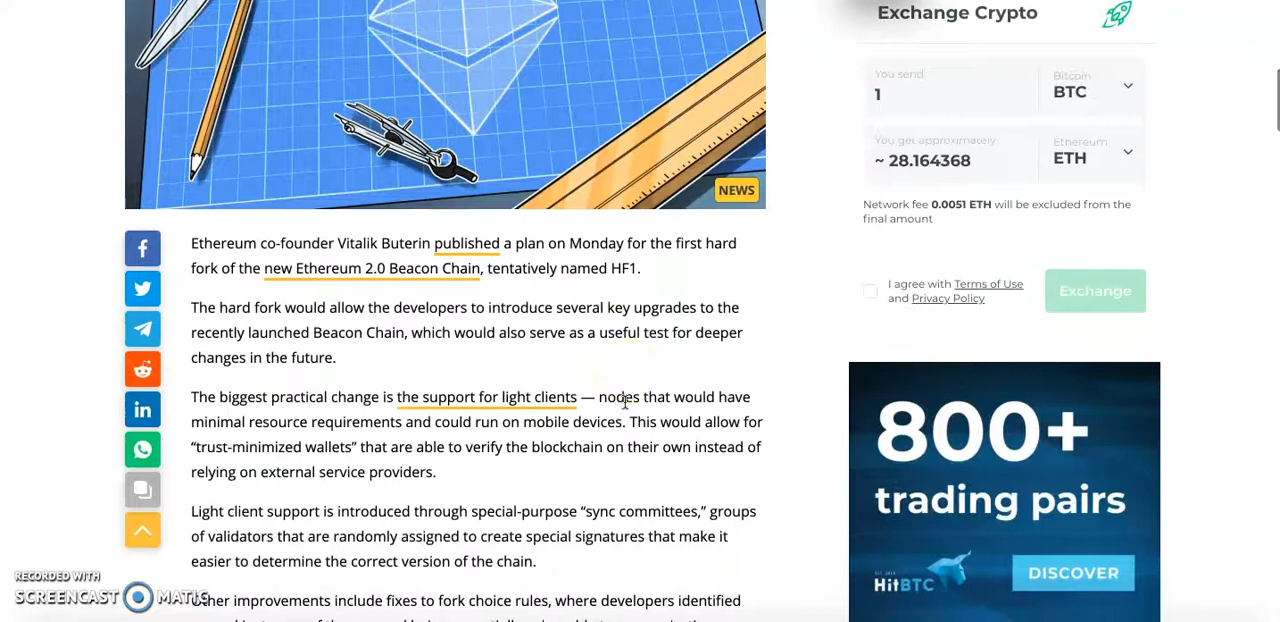 NEWS
Ethereum co-founder Vitalik Buterin published a plan on Monday for the first hard
fork of the new Ethereum 2.0 Beacon Chain, tentatively named HF1.
The hard fork would allow the developers to introduce several key upgrades to the
recently launched Beacon Chain, which would also serve as a useful test for deeper
changes in the future.
The biggest practical change is the support for light clients — nodes that would have
minimal resource requirements and could run on mobile devices. This would allow for
“trust-minimized wallets” that are able to verify the blockchain on their own instead of
relying on external service providers.
Light client support is introduced through special-purpose “sync committees,” groups
of validators that are randomly assigned to create special signatures that make it
easier to determine the correct version of the chain.
Other improvements include fixes to fork choice rules, where developers identified
Exchange Crypto
You send
1
Bitcoin
BTC
You get approximately
~ 28.164368
Ethereum
ETH
Network fee 0.0051 ETH will be excluded from the
final amount
I agree with Terms of Use
and Privacy Policy
Exchange
800+
trading pairs
HitBTC
DISCOVER
RECORDED WITH
SCREENCAST MATIC